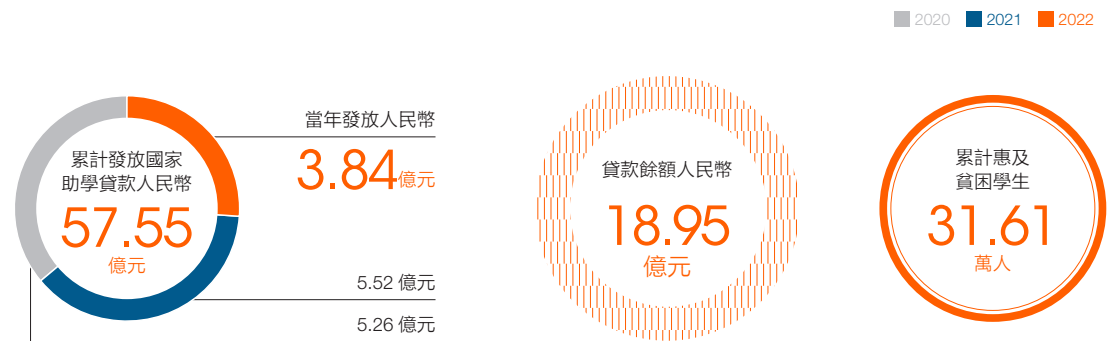 2020 2021 2022
當年發放人民幣
3.84億元
累計發放國家
助學貸款人民幣
57.55
億元
5.52 億元
5.26 億元
貸款餘額人民幣
18.95
億元
累計惠及
貧困學生
31.61
萬人